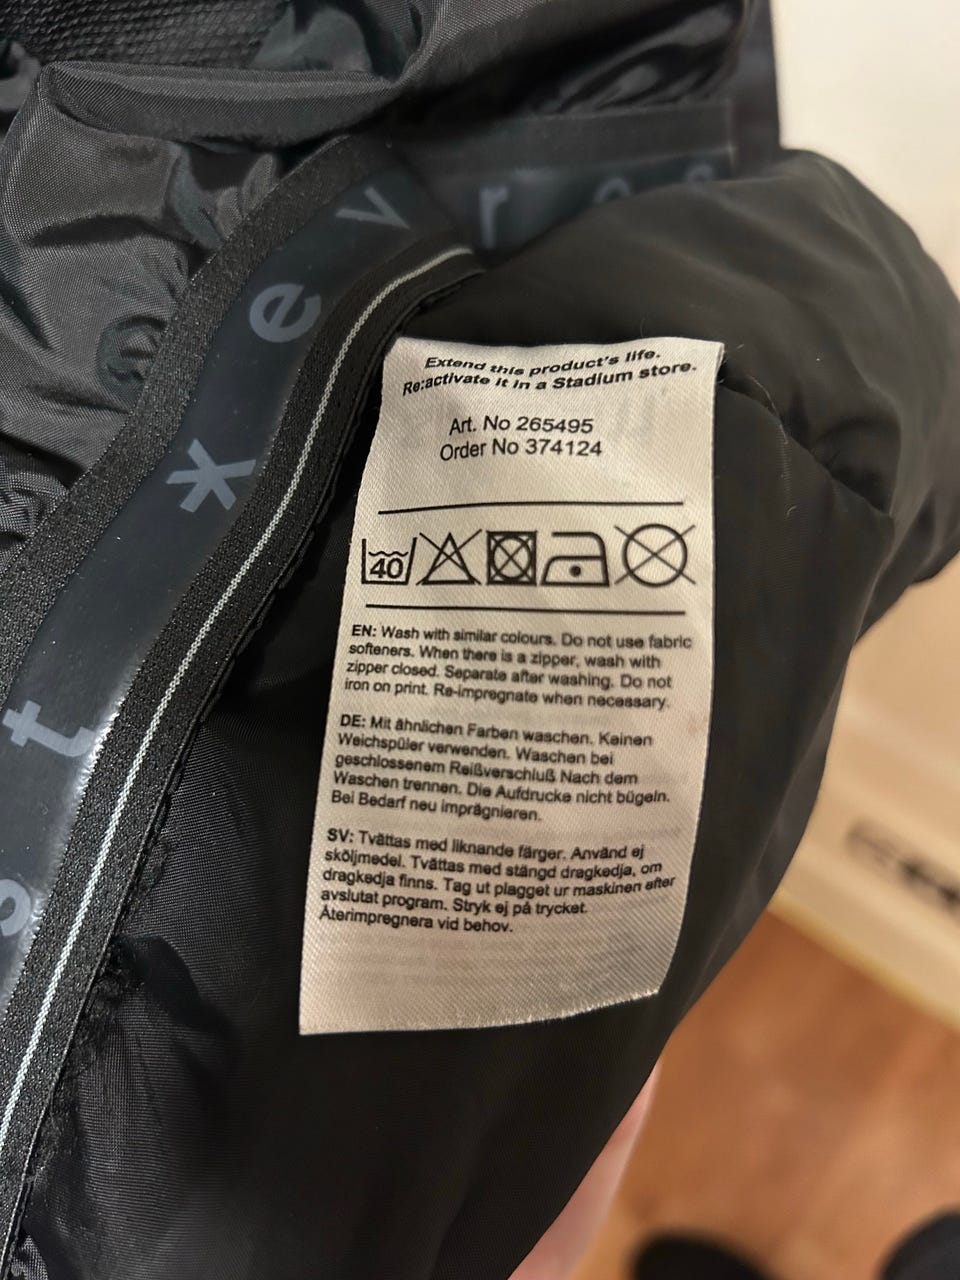 Extend this product's life.
Re:activate it in a Stadium store.
Art. No 265495
Order No 374124
40
EN: Wash with similar colours. Do not use fabric
softeners. When there is a zipper, wash with
zipper closed. Separate after washing. Do not
iron on print. Re-impregnate when necessary.
DE: Mit ähnlichen Farben waschen. Keinen
Weichspüler verwenden. Waschen bei
geschlossenem Reißverschluß Nach dem
Waschen trennen. Die Aufdrucke nicht bügeln.
Bei Bedarf neu imprägnieren.
SV: Tvättas med liknande färger. Använd ej
sköljmedel. Tvättas med stängd dragkedja, om
dragkedja finns. Tag ut plagget ur maskinen efter
avslutat program. Stryk ej på trycket.
Återimpregnera vid behov.